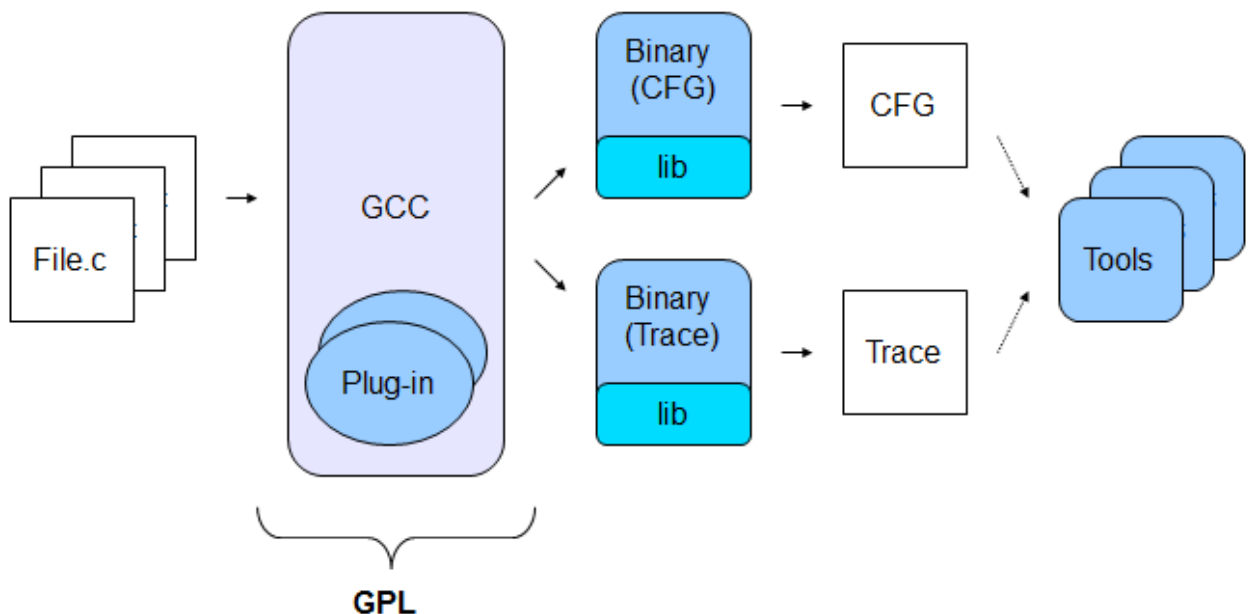 File.c
GCC
Plug-in
GPL
Binary
(CFG)
lib
Binary
(Trace)
lib
CFG
Trace
Tools